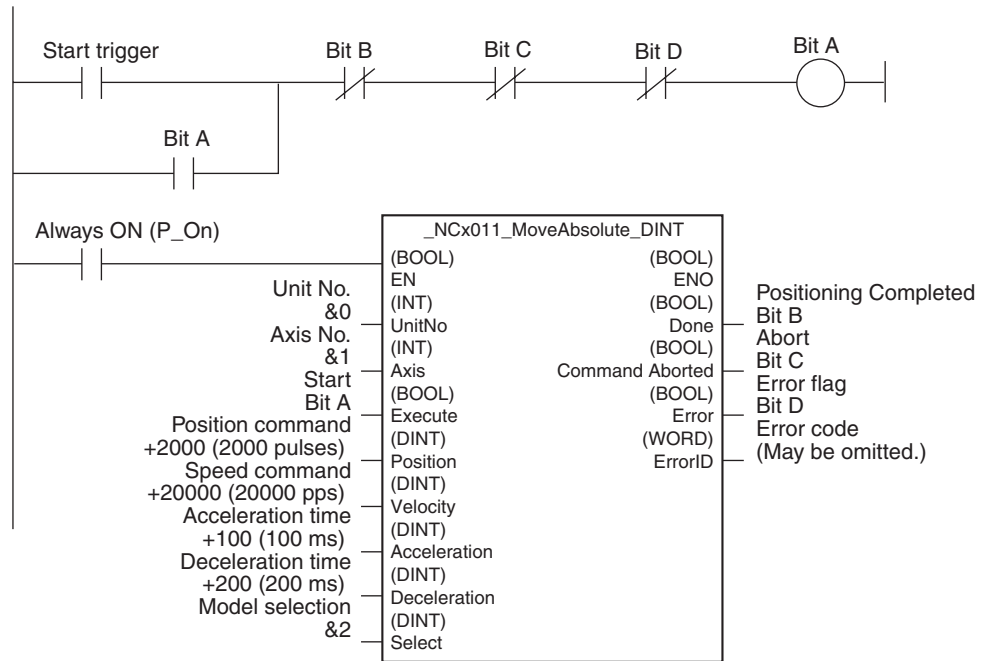 Start trigger
Bit B
Bit C
Bit D
Bit A
Bit A
Always ON (P_On)
_NCx011_MoveAbsolute_DINT
(BOOL)
EN
(BOOL)
ENO
Unit No.
&0
(INT)
UnitNo
(BOOL)
Done
Positioning Completed
Bit B
Axis No.
&1
(INT)
Axis
(BOOL)
Command Aborted
Abort
Bit C
Start
Bit A
(BOOL)
Execute
(BOOL)
Error
Error flag
Bit D
Position command
+2000 (2000 pulses)
(DINT)
Position
(WORD)
ErrorID
Error code
(May be omitted.)
Speed command
+20000 (20000 pps)
(DINT)
Velocity
Acceleration time
+100 (100 ms)
(DINT)
Acceleration
Deceleration time
+200 (200 ms)
(DINT)
Deceleration
Model selection
&2
(DINT)
Select